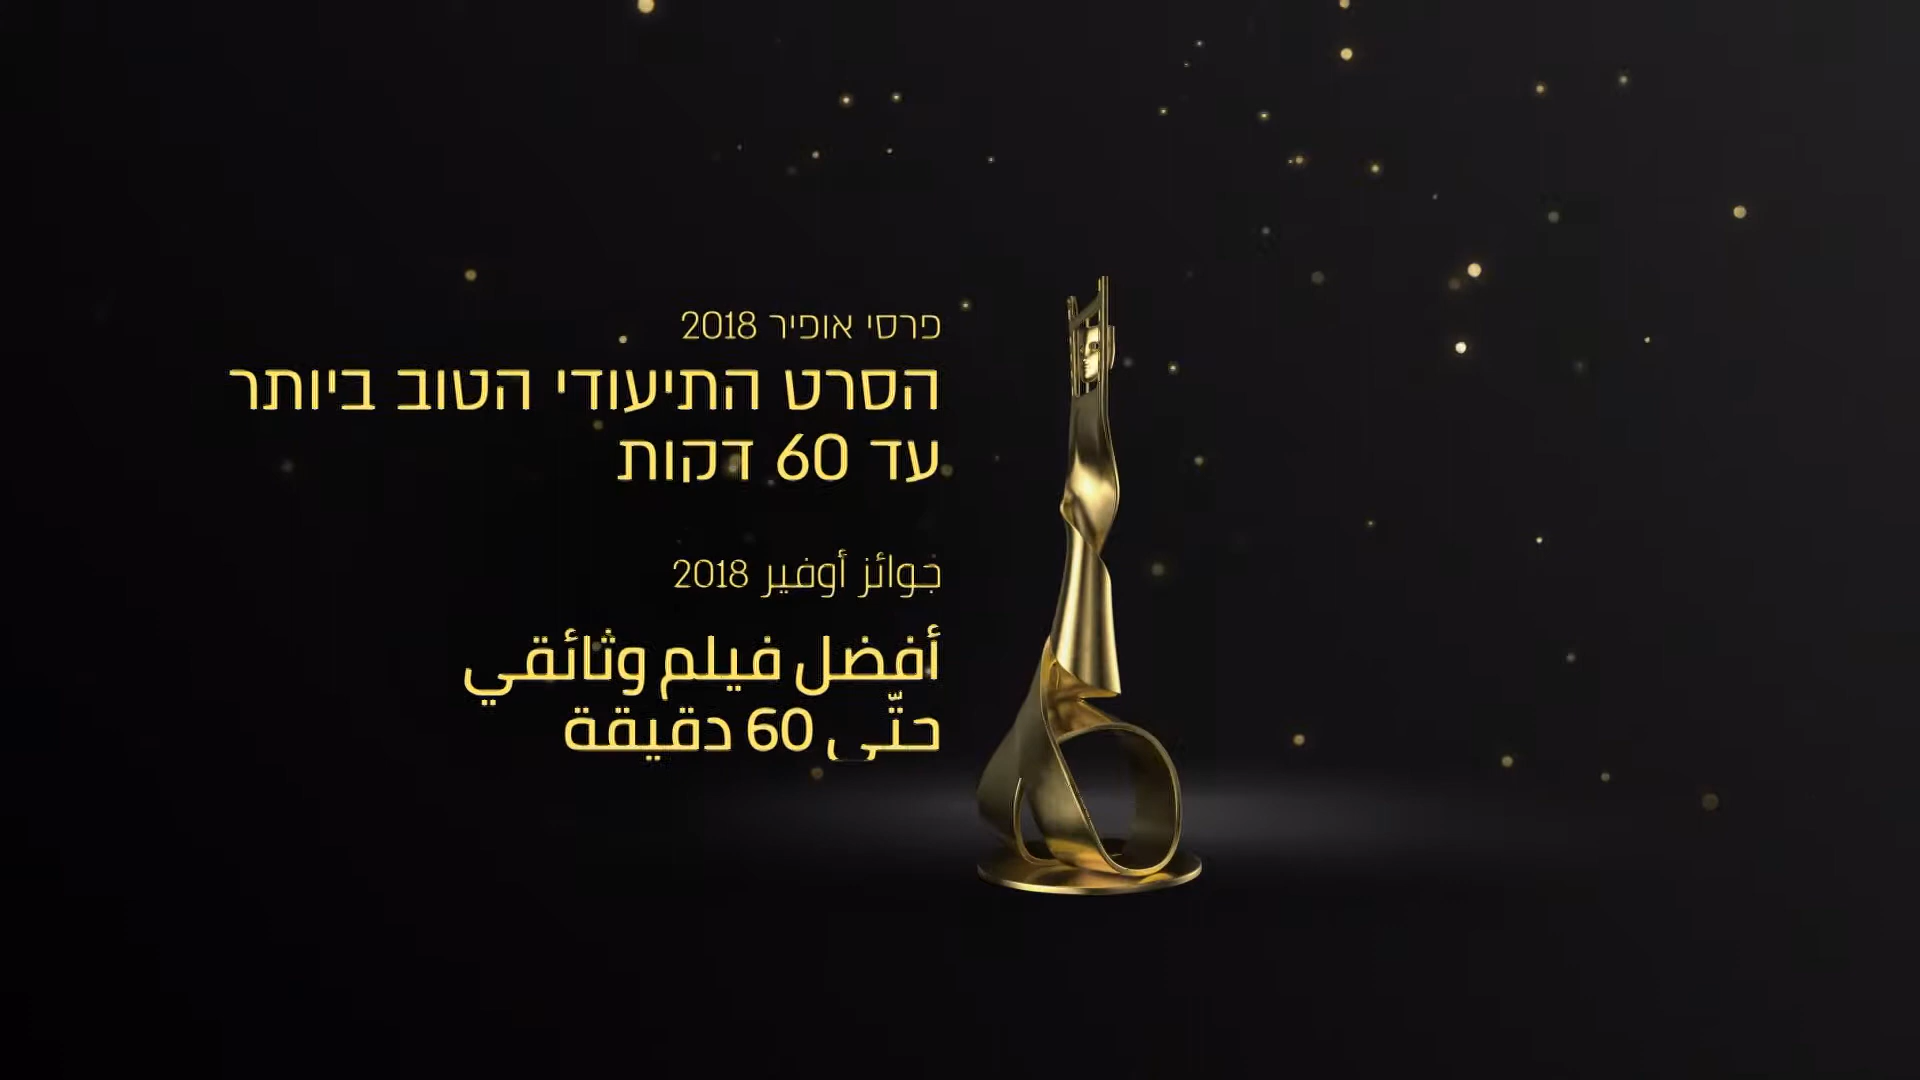 פרסי אופיר 2018
הסרט התיעודי הטוב ביותר
עד 60 דקות
جوائز أوفير 2018
أفضل فيلم وثائقي
حتّى 60 دقيقة